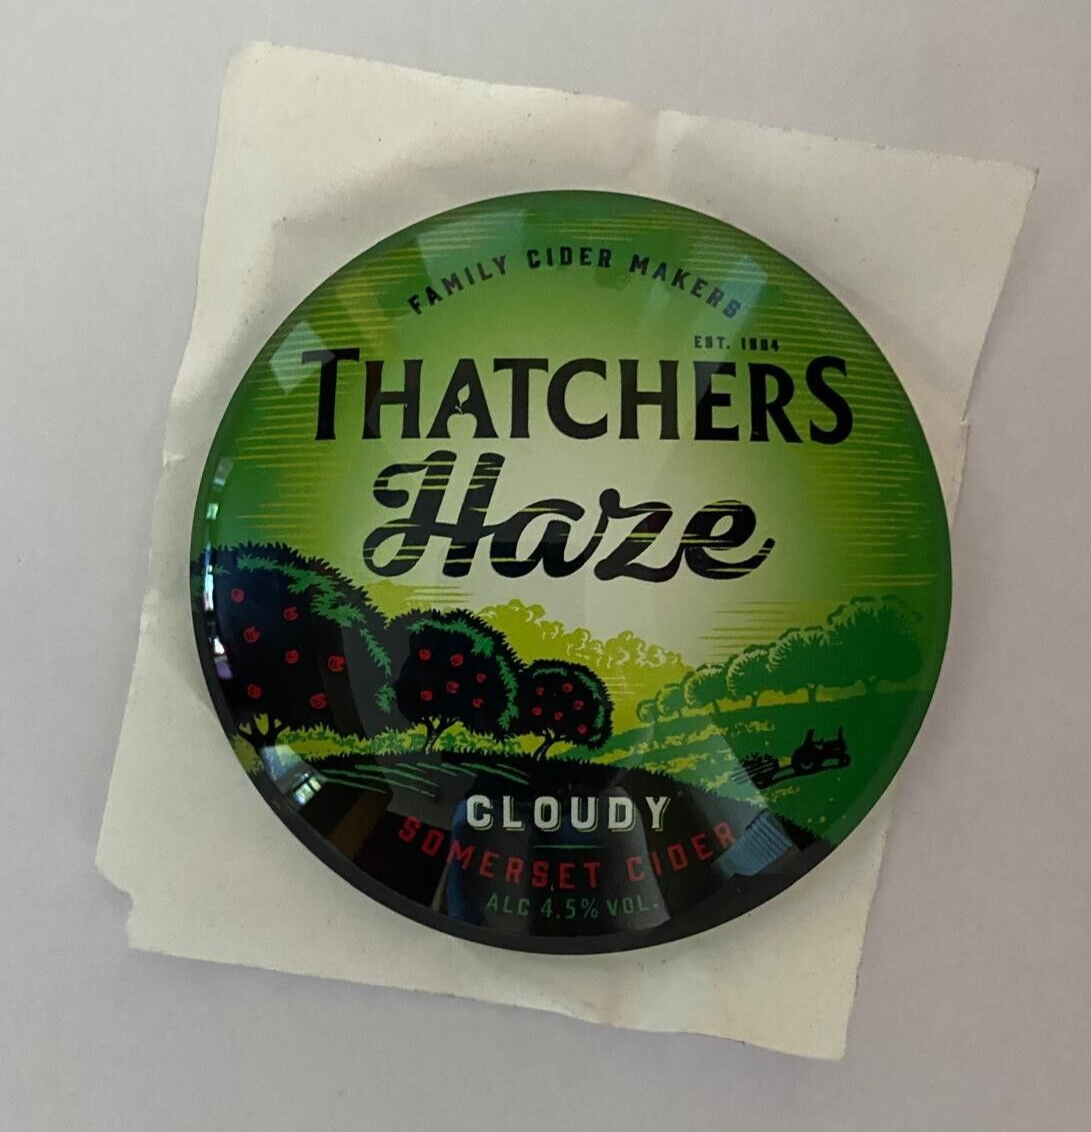 FAMILY CIDER MAKERS
EST. 1904
THATCHERS
Haze
CLOUDY
SOMERSET CIDER
ALC 4.5% VOL.